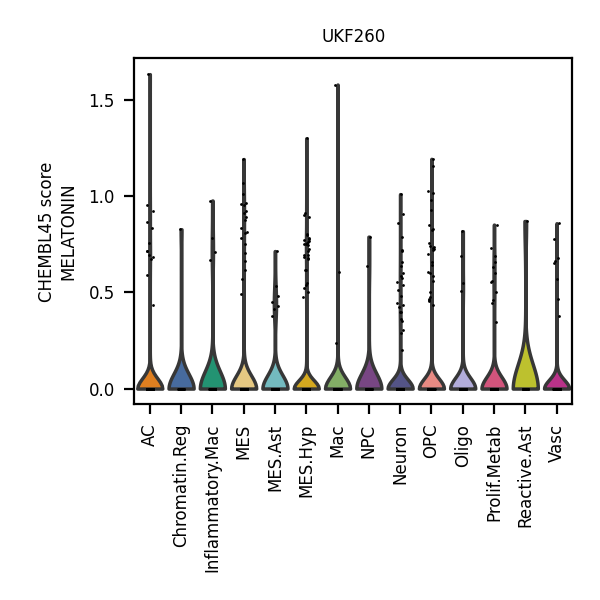 UKF260
CHEMBL45 score
MELATONIN
1.5
1.0
0.5
0.0
AC
Chromatin.Reg
Inflammatory.Mac
MES
MES.Ast
MES.Hyp
Mac
NPC
Neuron
OPC
Oligo
Prolif.Metab
Reactive.Ast
Vasc